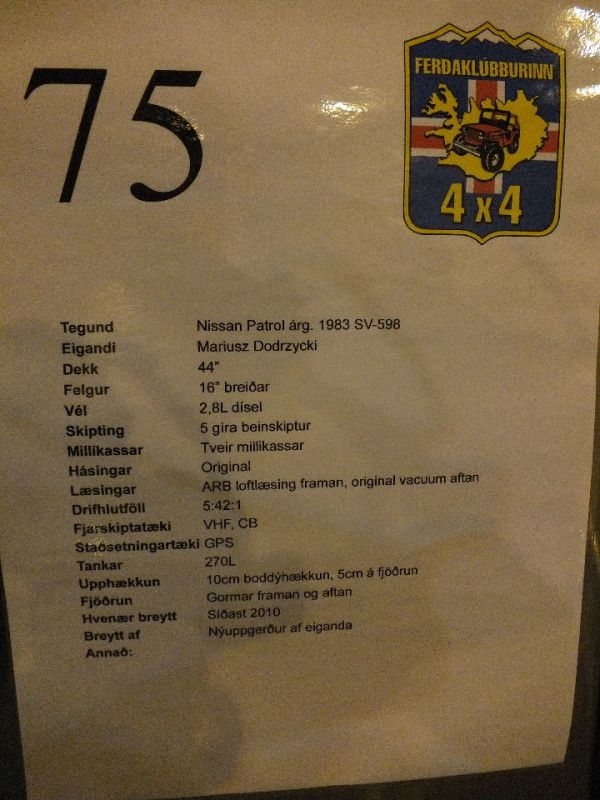 75
FERÐAKLÚBBURINN
4x4
Tegund Nissan Patrol árg. 1983 SV-598
Eigandi Mariusz Dodrzycki
Dekk 44"
Felgur 16" breiðar
Vél 2,8L dísel
Skipting 5 gira beinskiptur
Millikassar Tveir millikassar
Hásingar Original
Læsingar ARB loftlæsing framan, original vacuum aftan
Drifhlutföll 5:42:1
Fjarskiptatæki VHF, CB
Staðsetningartæki GPS
Tankar 270L
Upphækkun 10cm boddýhækkun, 5cm á fjöðrun
Fjöðrun Gormar framan og aftan
Hvenær breytt Síðast 2010
Breytt af Nýuppgerður af eiganda
Annað: